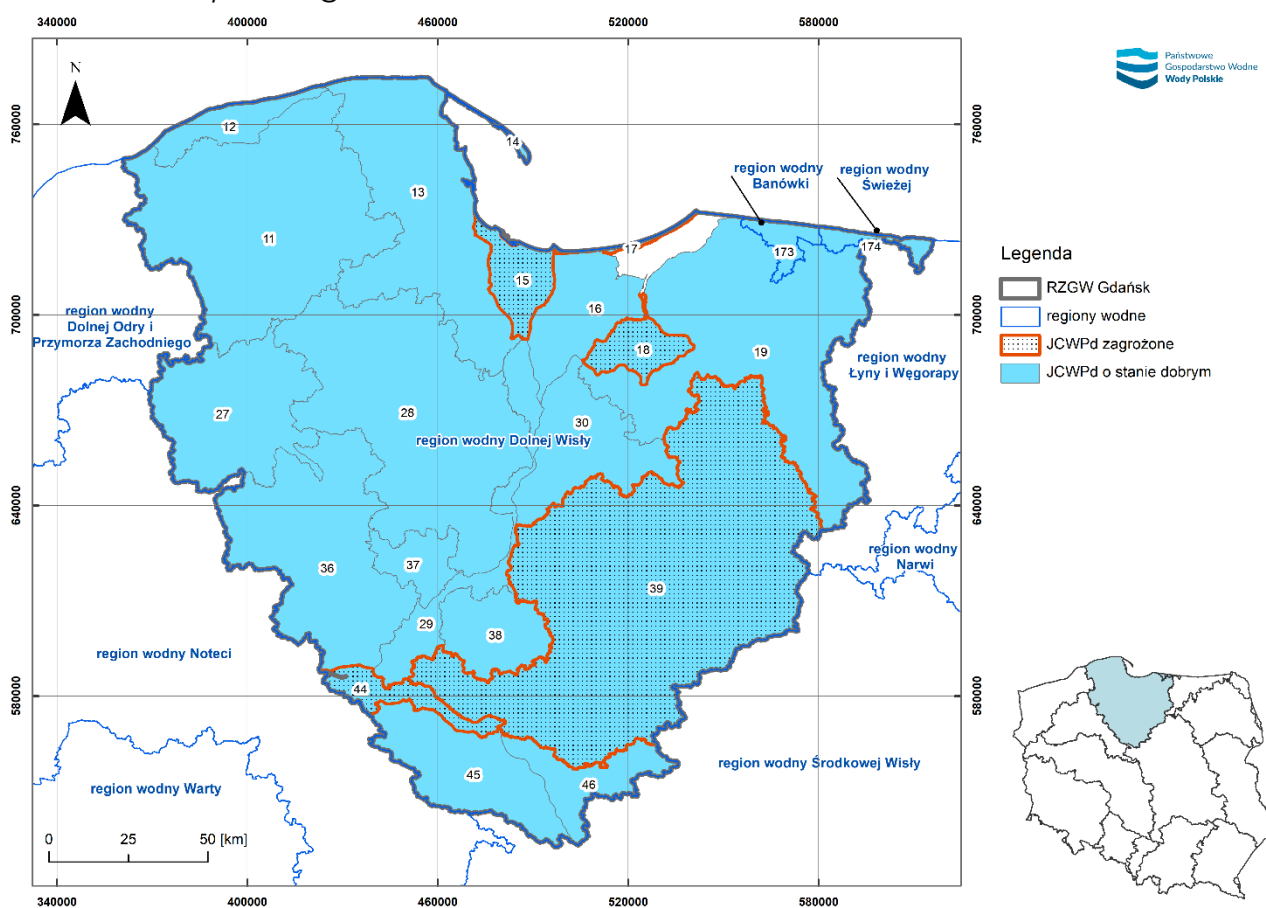 340000 400000 460000 520000 580000
N
Państwowe
Gospodarstwo Wodne
Wody Polskie
760000
760000
12
14
13
region wodny
Banówki
region wodny
Świeżej
11
17
173
174
15
16
Legenda
RZGW Gdańsk
regiony wodne
JCWPd zagrożone
JCWPd o stanie dobrym
700000
700000
region wodny
Dolnej Odry i
Przymorza Zachodniego
18
19
region wodny
Łyny i Węgorapy
27
28
30
region wodny Dolnej Wisły
640000
640000
region wodny
Narwi
36
37
39
29
38
region wodny Noteci
44
580000
580000
region wodny Środkowej Wisły
45
46
region wodny Warty
0 25 50 [km]
340000 400000 460000 520000 580000